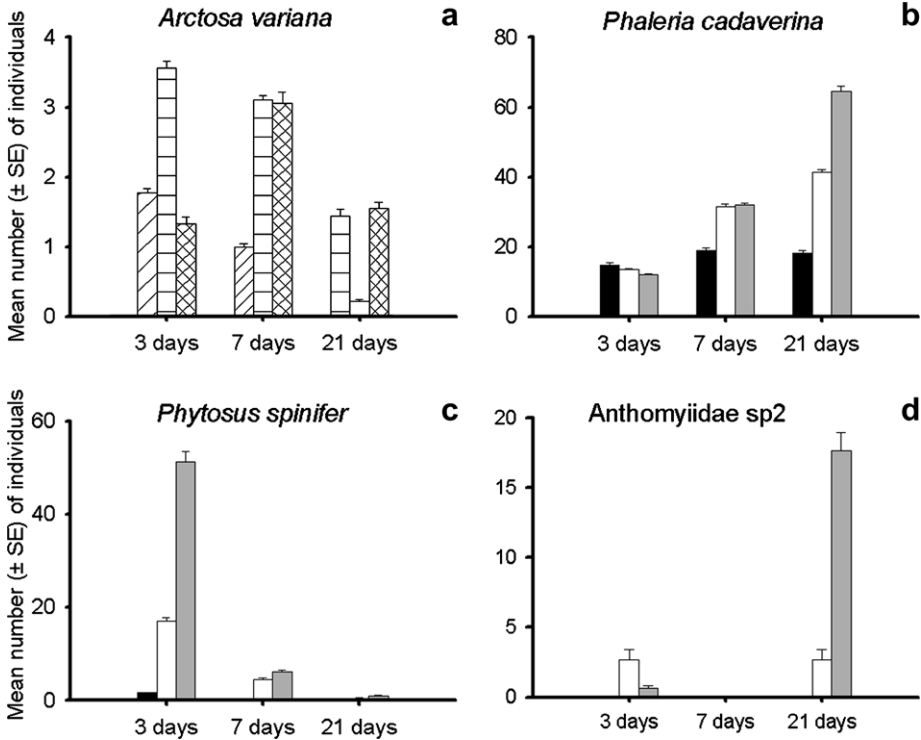 Arctosa variana
a
Mean number (± SE) of individuals
4
3
2
1
0
3 days 7 days 21 days
Phaleria cadaverina
b
80
60
40
20
0
3 days 7 days 21 days
Phytosus spinifer
c
Mean number (± SE) of individuals
60
40
20
0
3 days 7 days 21 days
Anthomyiidae sp2
d
20
15
10
5
0
3 days 7 days 21 days